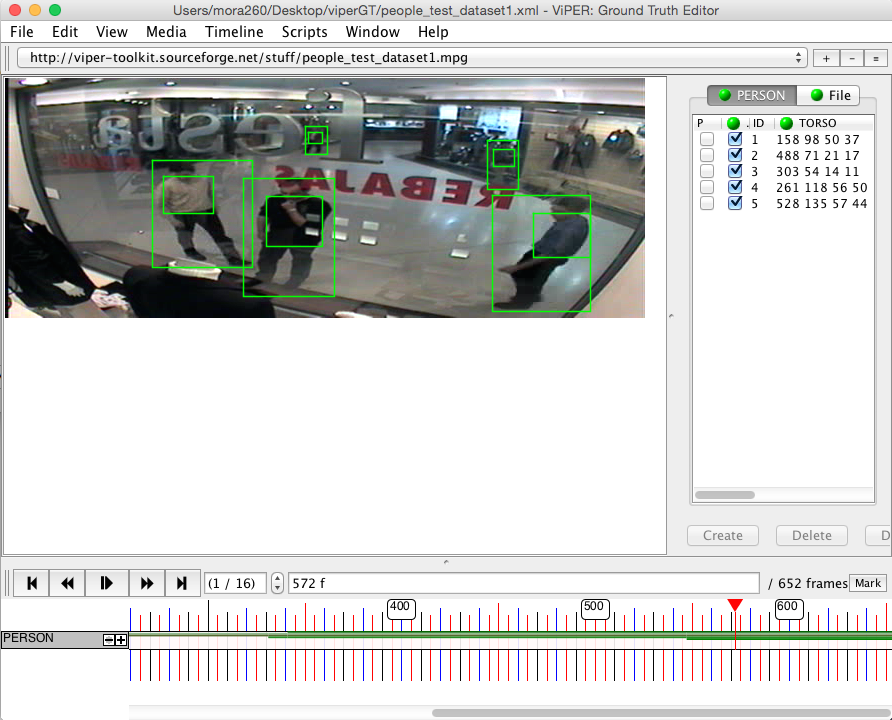 Users/mora260/Desktop/viperGT/people_test_dataset1.xml - ViPER: Ground Truth Editor
File Edit View Media Timeline Scripts Window Help
http://viper-toolkit.sourceforge.net/stuff/people_test_dataset1.mpg + − =
PERSON File
P . ID TORSO
1 158 98 50 37
2 488 71 21 17
3 303 54 14 11
4 261 118 56 50
5 528 135 57 44
REBAJAS
Create Delete D
(1 / 16) 572 f / 652 frames Mark
400 500 600
PERSON